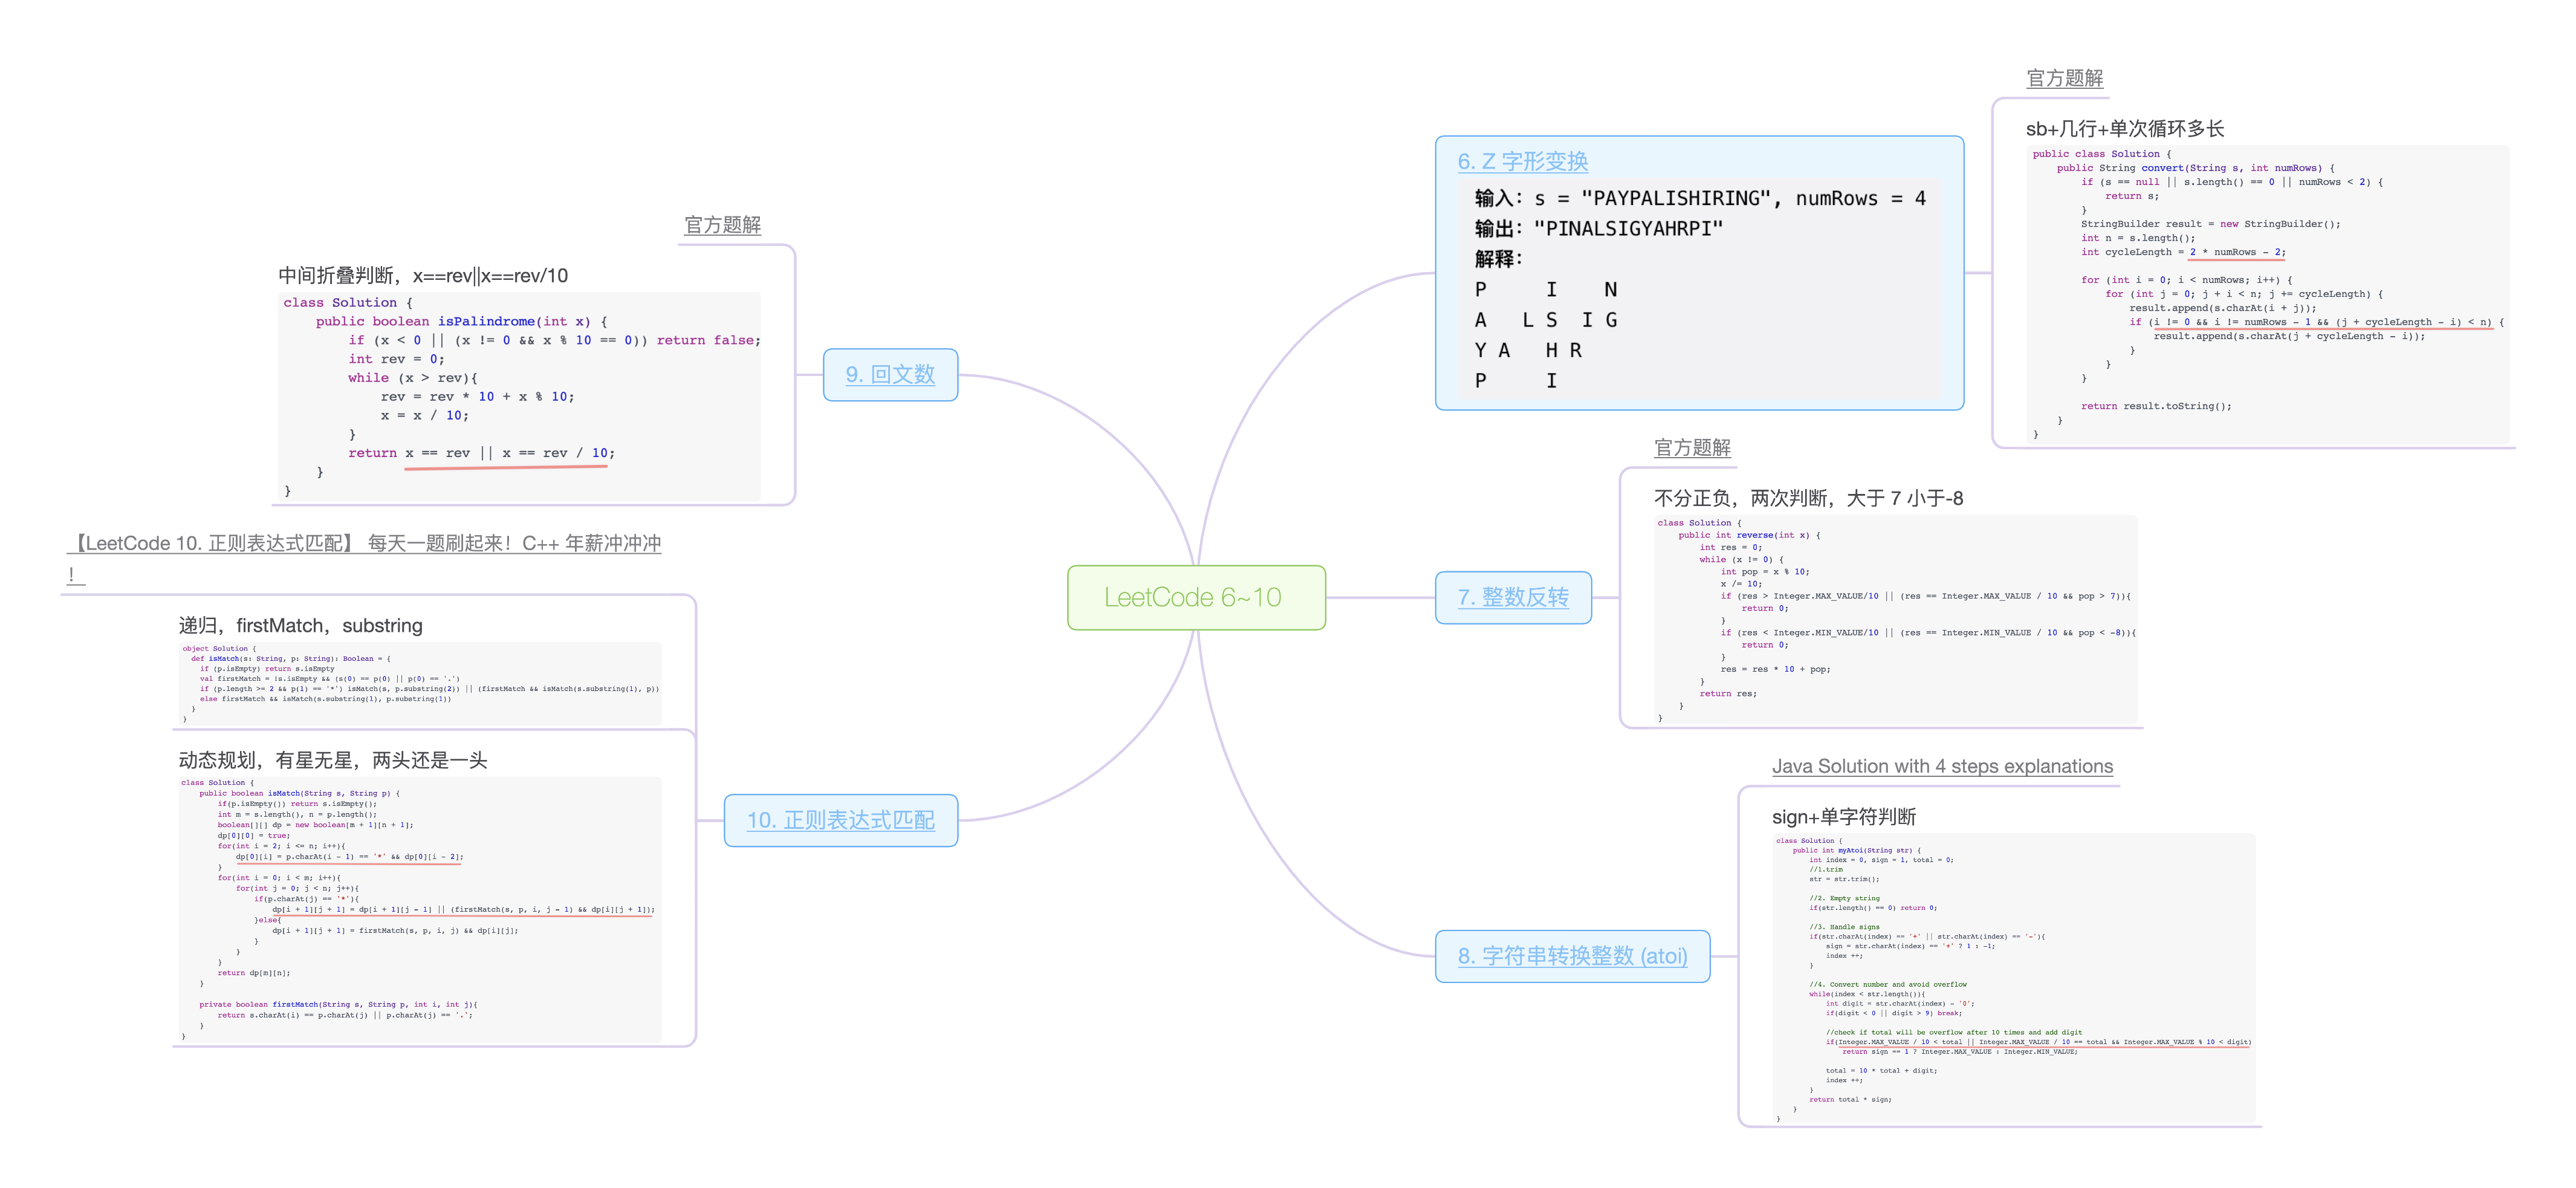 LeetCode 6~10
6. Z 字形变换
输入：s = "PAYPALISHIRING", numRows = 4
输出："PINALSIGYAHRPI"
解释：
P     I    N
A   L S  I G
Y A   H R
P     I
官方题解
sb+几行+单次循环多长
public class Solution {
    public String convert(String s, int numRows) {
        if (s == null || s.length() == 0 || numRows < 2) {
            return s;
        }
        StringBuilder result = new StringBuilder();
        int n = s.length();
        int cycleLength = 2 * numRows - 2;
        for (int i = 0; i < numRows; i++) {
            for (int j = 0; j + i < n; j += cycleLength) {
                result.append(s.charAt(i + j));
                if (i != 0 && i != numRows - 1 && (j + cycleLength - i) < n) {
                    result.append(s.charAt(j + cycleLength - i));
                }
            }
        }
        return result.toString();
    }
}
7. 整数反转
官方题解
不分正负，两次判断，大于 7 小于-8
class Solution {
    public int reverse(int x) {
        int res = 0;
        while (x != 0) {
            int pop = x % 10;
            x /= 10;
            if (res > Integer.MAX_VALUE/10 || (res == Integer.MAX_VALUE / 10 && pop > 7)){
                return 0;
            }
            if (res < Integer.MIN_VALUE/10 || (res == Integer.MIN_VALUE / 10 && pop < -8)){
                return 0;
            }
            res = res * 10 + pop;
        }
        return res;
    }
}
8. 字符串转换整数 (atoi)
Java Solution with 4 steps explanations
sign+单字符判断
class Solution {
    public int myAtoi(String str) {
        int index = 0, sign = 1, total = 0;
        //1.trim
        str = str.trim();
        //2. Empty string
        if(str.length() == 0) return 0;
        //3. Handle signs
        if(str.charAt(index) == '+' || str.charAt(index) == '-'){
            sign = str.charAt(index) == '+' ? 1 : -1;
            index ++;
        }
        //4. Convert number and avoid overflow
        while(index < str.length()){
            int digit = str.charAt(index) - '0';
            if(digit < 0 || digit > 9) break;
            //check if total will be overflow after 10 times and add digit
            if(Integer.MAX_VALUE / 10 < total || Integer.MAX_VALUE / 10 == total && Integer.MAX_VALUE % 10 < digit)
                return sign == 1 ? Integer.MAX_VALUE : Integer.MIN_VALUE;
            total = 10 * total + digit;
            index ++;
        }
        return total * sign;
    }
}
9. 回文数
官方题解
中间折叠判断，x==rev||x==rev/10
class Solution {
    public boolean isPalindrome(int x) {
        if (x < 0 || (x != 0 && x % 10 == 0)) return false;
        int rev = 0;
        while (x > rev){
            rev = rev * 10 + x % 10;
            x = x / 10;
        }
        return x == rev || x == rev / 10;
    }
}
10. 正则表达式匹配
【LeetCode 10. 正则表达式匹配】 每天一题刷起来！C++ 年薪冲冲冲
！
递归，firstMatch，substring
object Solution {
  def isMatch(s: String, p: String): Boolean = {
    if (p.isEmpty) return s.isEmpty
    val firstMatch = !s.isEmpty && (s(0) == p(0) || p(0) == '.')
    if (p.length >= 2 && p(1) == '*') isMatch(s, p.substring(2)) || (firstMatch && isMatch(s.substring(1), p))
    else firstMatch && isMatch(s.substring(1), p.substring(1))
  }
}
动态规划，有星无星，两头还是一头
class Solution {
    public boolean isMatch(String s, String p) {
        if(p.isEmpty()) return s.isEmpty();
        int m = s.length(), n = p.length();
        boolean[][] dp = new boolean[m + 1][n + 1];
        dp[0][0] = true;
        for(int i = 2; i <= n; i++){
            dp[0][i] = p.charAt(i - 1) == '*' && dp[0][i - 2];
        }
        for(int i = 0; i < m; i++){
            for(int j = 0; j < n; j++){
                if(p.charAt(j) == '*'){
                    dp[i + 1][j + 1] = dp[i + 1][j - 1] || (firstMatch(s, p, i, j - 1) && dp[i][j + 1]);
                }else{
                    dp[i + 1][j + 1] = firstMatch(s, p, i, j) && dp[i][j];
                }
            }
        }
        return dp[m][n];
    }
    private boolean firstMatch(String s, String p, int i, int j){
        return s.charAt(i) == p.charAt(j) || p.charAt(j) == '.';
    }
}